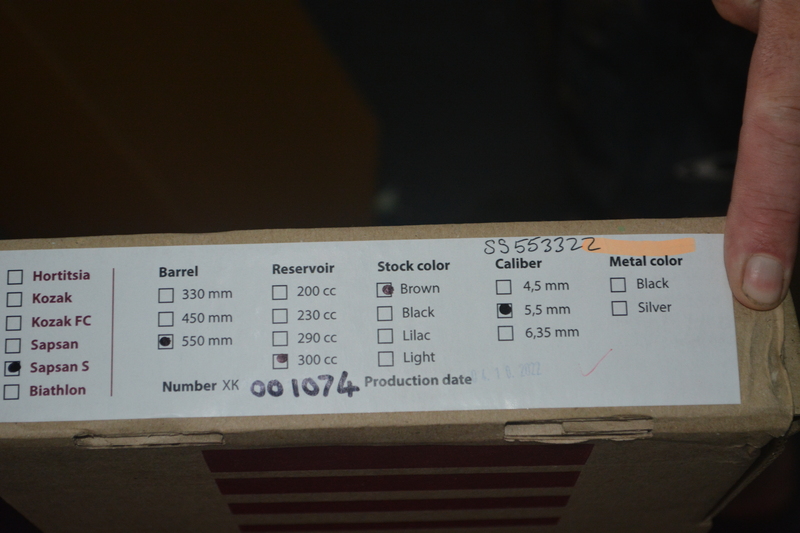 SS553322
Hortitsia
Kozak
Kozak FC
Sapsan
Sapsan S
Biathlon
Barrel
330 mm
450 mm
550 mm
Reservoir
200 cc
230 cc
290 cc
300 cc
Stock color
Brown
Black
Lilac
Light
Caliber
4,5 mm
5,5 mm
6,35 mm
Metal color
Black
Silver
Number XK 001074 Production date